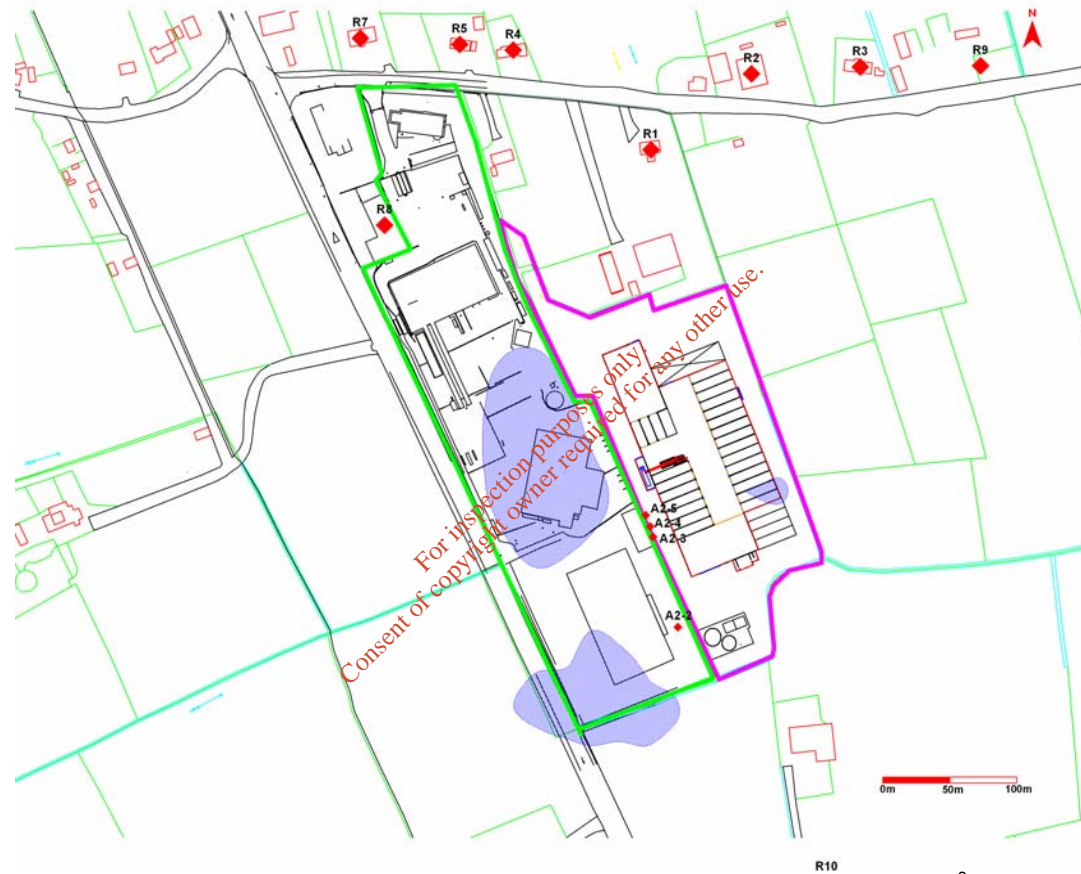 N
R7
R5
R4
R2
R3
R9
R1
R8
For inspection purposes only.
Consent of copyright owner required for any other use.
A2-5
A2-4
A2-3
A2-2
0m 50m 100m
R10